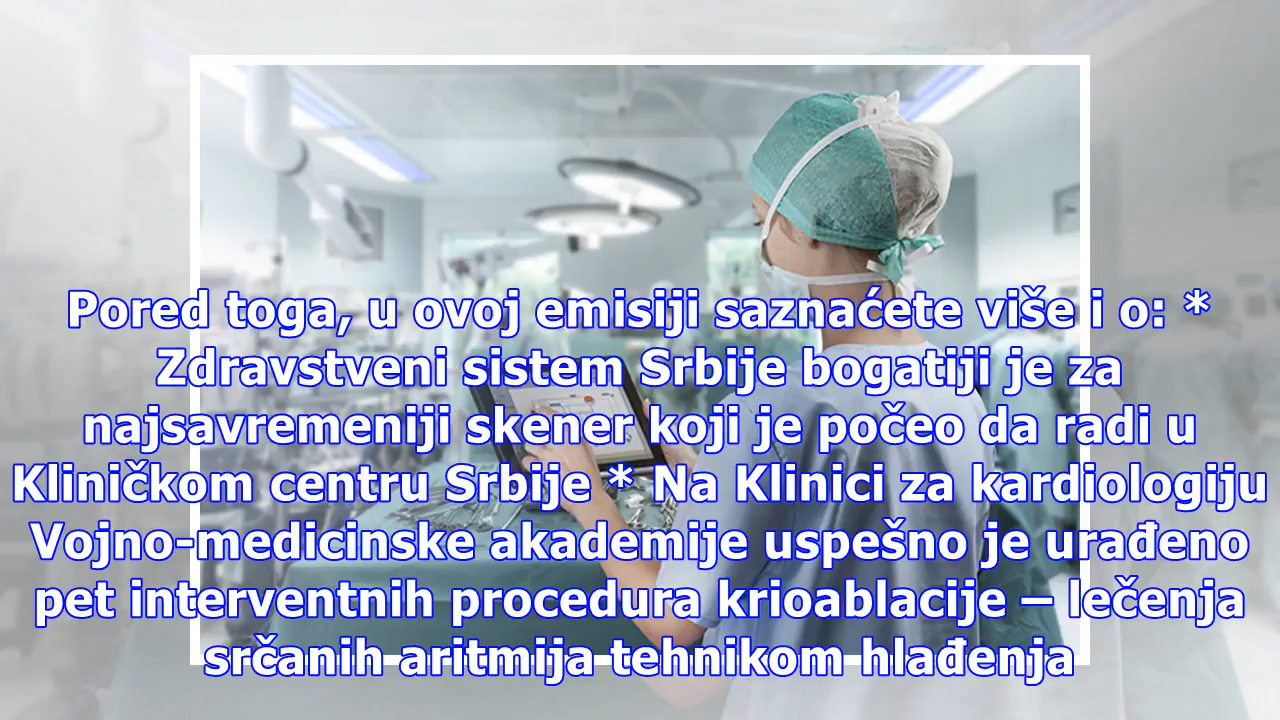 Pored toga, u ovoj emisiji saznaćete više i o: *
Zdravstveni sistem Srbije bogatiji je za
najsavremeniji skener koji je počeo da radi u
Kliničkom centru Srbije * Na Klinici za kardiologiju
Vojno-medicinske akademije uspešno je urađeno
pet interventnih procedura krioablacije – lečenja
srčanih aritmija tehnikom hlađenja